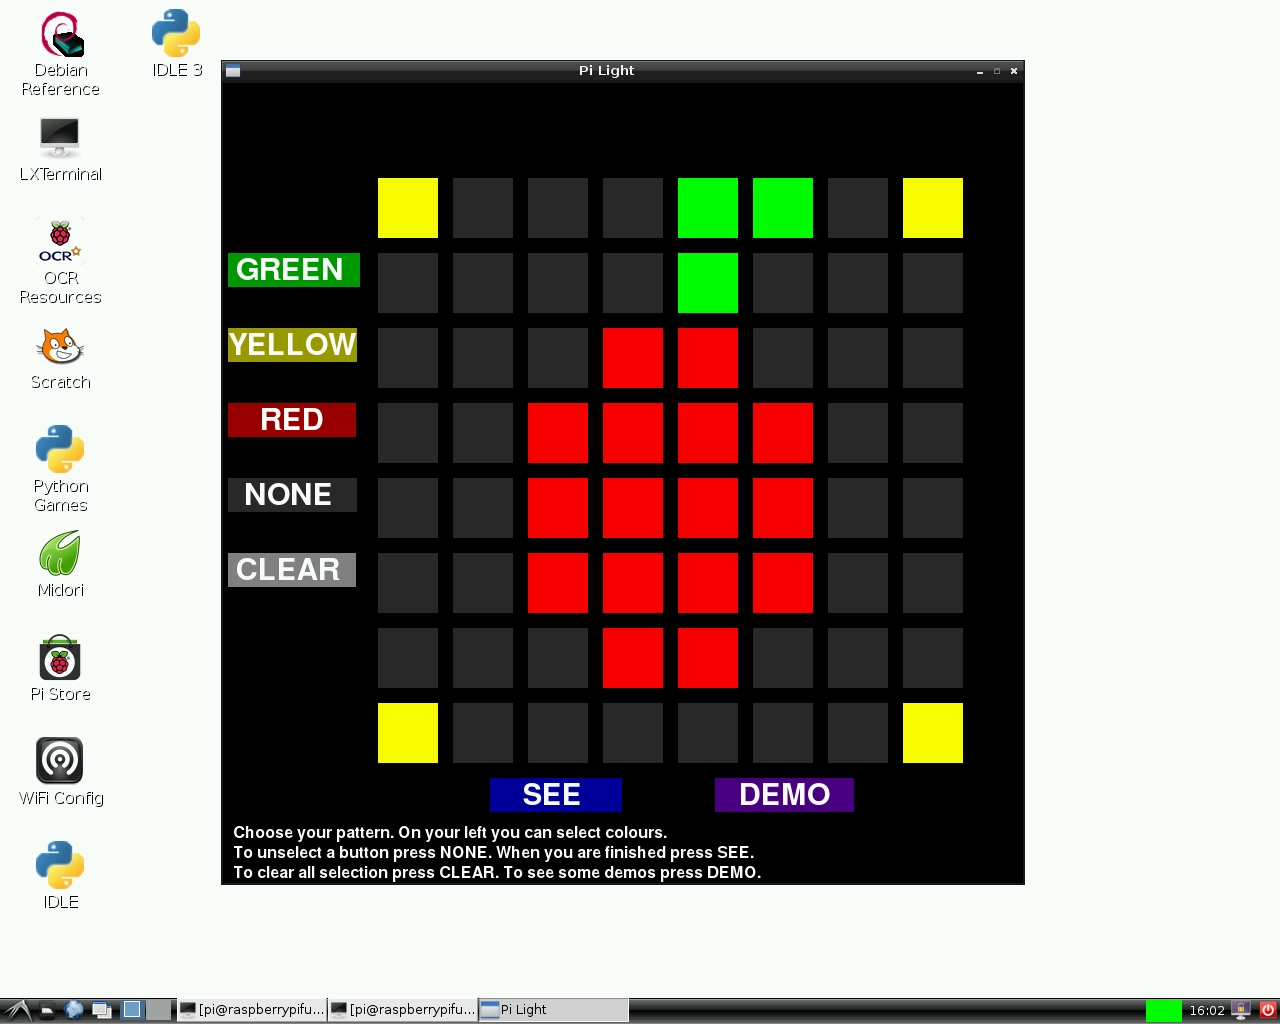 Debian
Reference
IDLE 3
LXTerminal
OCR
OCR
Resources
Scratch
Python
Games
Midori
Pi Store
WiFi Config
IDLE
Pi Light
GREEN
YELLOW
RED
NONE
CLEAR
SEE
DEMO
Choose your pattern. On your left you can select colours.
To unselect a button press NONE. When you are finished press SEE.
To clear all selection press CLEAR. To see some demos press DEMO.
[pi@raspberrypifu...
[pi@raspberrypifu...
Pi Light
16:02